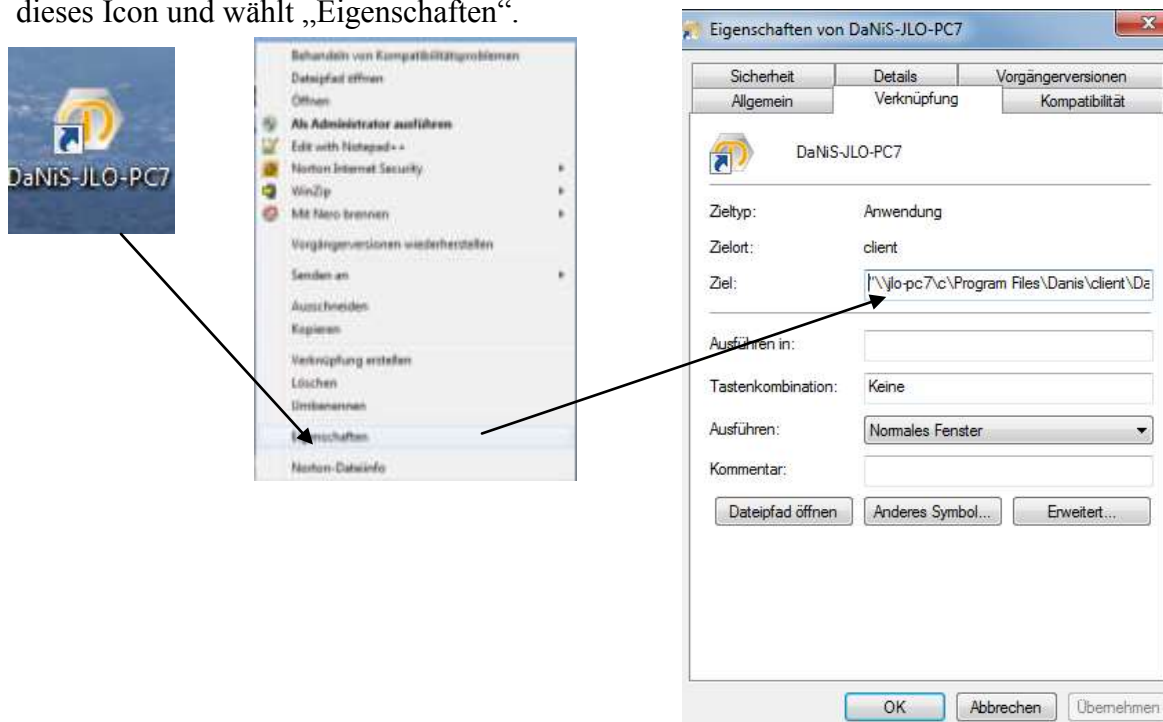 dieses Icon und wählt „Eigenschaften“.
DaNiS-JLO-PC7
Behandeln von Kompatibilitätsproblemen
Dateipfad öffnen
Öffnen
Als Administrator ausführen
Edit with Notepad++
Norton Internet Security
WinZip
Mit Nero brennen
Vorgängerversionen wiederherstellen
Senden an
Ausschneiden
Kopieren
Verknüpfung erstellen
Löschen
Umbenennen
Eigenschaften
Norton-Dateiinfo
Eigenschaften von DaNiS-JLO-PC7
Sicherheit Details Vorgängerversionen
Allgemein Verknüpfung Kompatibilität
DaNiS-JLO-PC7
Zieltyp: Anwendung
Zielort: client
Ziel: "\\jlo-pc7\c\Program Files\Danis\client\Da
Ausführen in:
Tastenkombination: Keine
Ausführen: Normales Fenster
Kommentar:
Dateipfad öffnen Anderes Symbol... Erweitert...
OK Abbrechen Übernehmen